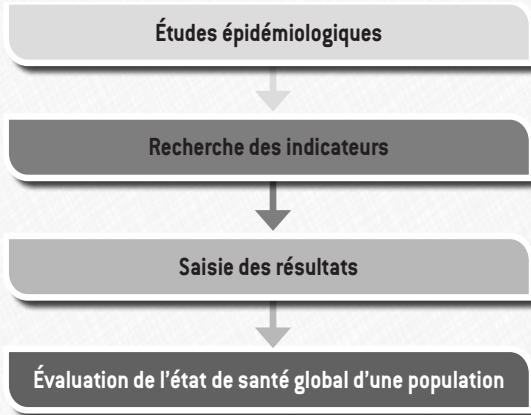 Études épidémiologiques
Recherche des indicateurs
Saisie des résultats
Évaluation de l’état de santé global d’une population